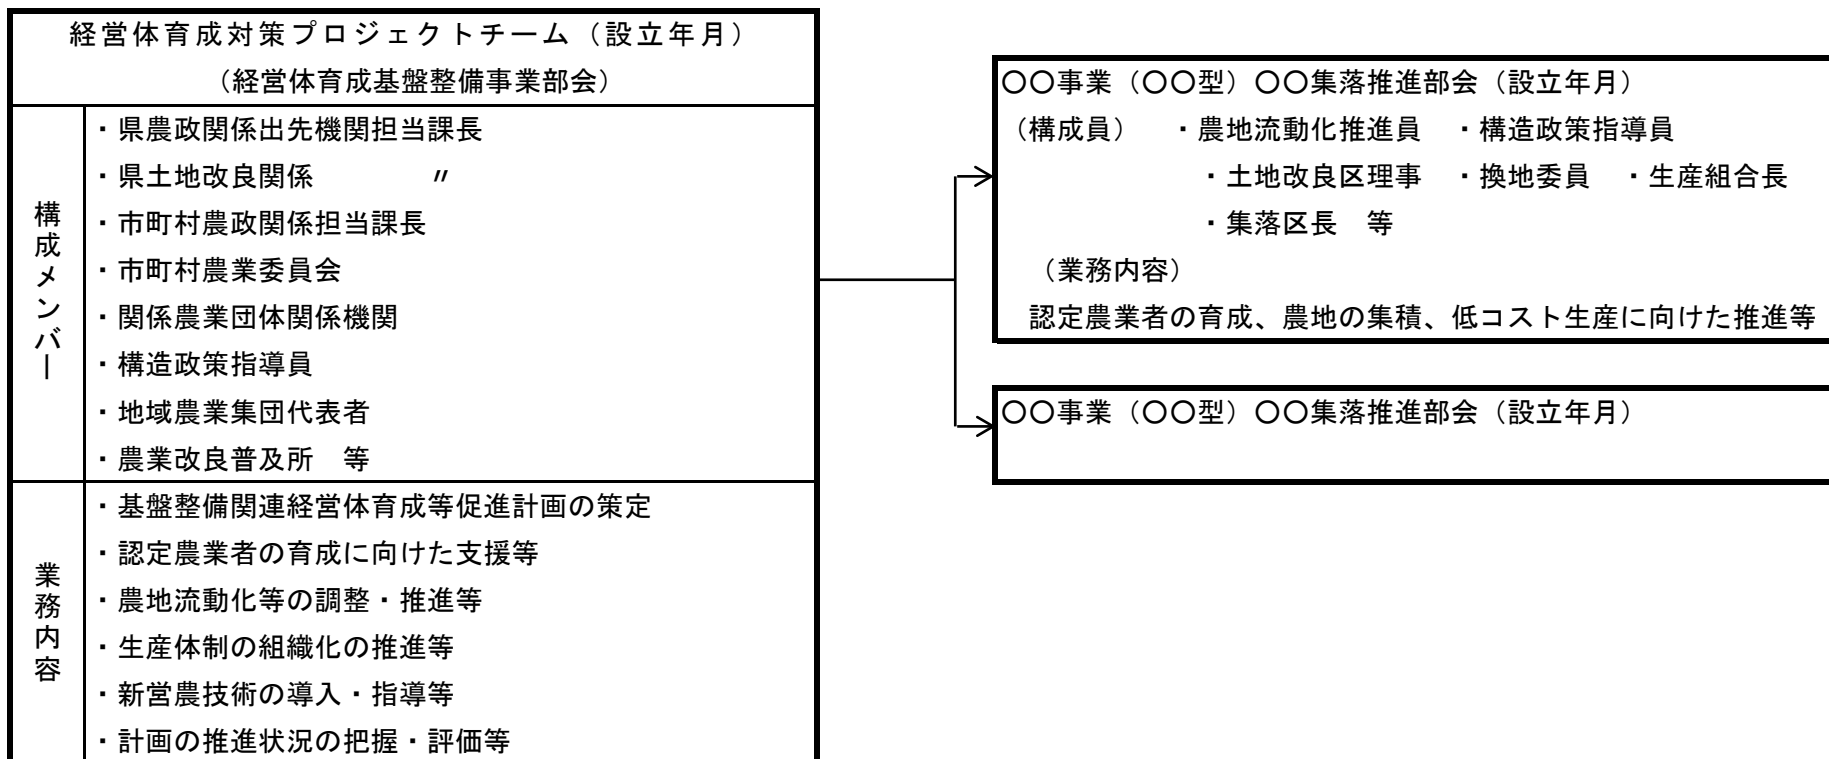 経営体育成対策プロジェクトチーム（設立年月）
（経営体育成基盤整備事業部会）
構成メンバー
・県農政関係出先機関担当課長
・県土地改良関係　　　　〃
・市町村農政関係担当課長
・市町村農業委員会
・関係農業団体関係機関
・構造政策指導員
・地域農業集団代表者
・農業改良普及所　等
業務内容
・基盤整備関連経営体育成等促進計画の策定
・認定農業者の育成に向けた支援等
・農地流動化等の調整・推進等
・生産体制の組織化の推進等
・新営農技術の導入・指導等
・計画の推進状況の把握・評価等
〇〇事業（〇〇型）〇〇集落推進部会（設立年月）
（構成員）　・農地流動化推進員　・構造政策指導員
・土地改良区理事　・換地委員　・生産組合長
・集落区長　等
（業務内容）
認定農業者の育成、農地の集積、低コスト生産に向けた推進等
〇〇事業（〇〇型）〇〇集落推進部会（設立年月）